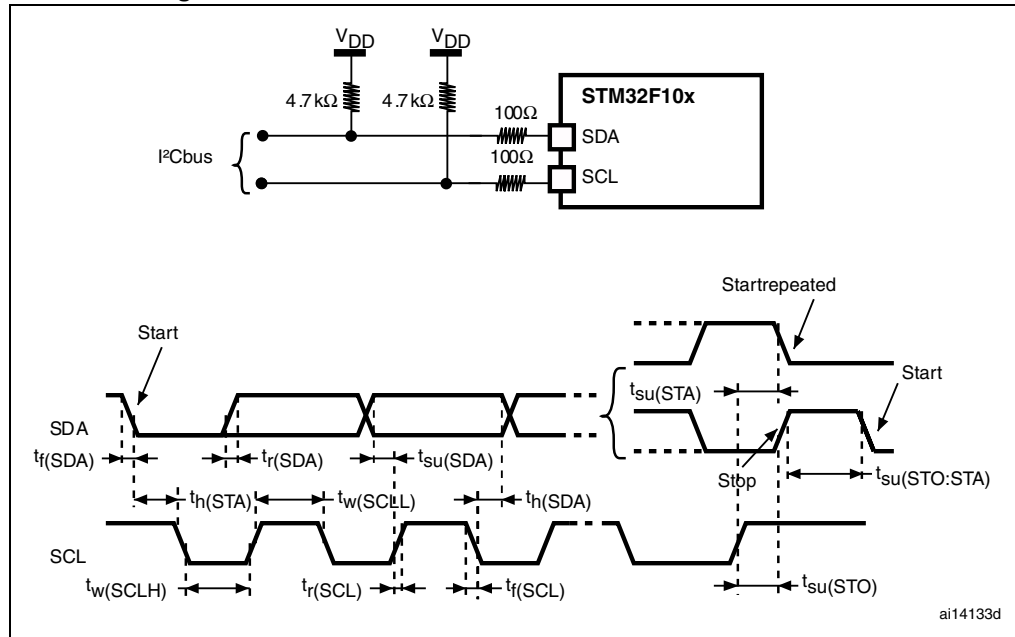 VDD VDD
4.7kΩ 4.7kΩ
STM32F10x
100Ω
SDA
I²Cbus
100Ω
SCL
Startrepeated
Start
Start
tsu(STA)
SDA
tf(SDA) tr(SDA) tsu(SDA)
Stop
tsu(STO:STA)
th(STA) tw(SCLL) th(SDA)
SCL
tw(SCLH) tr(SCL) tf(SCL) tsu(STO)
ai14133d